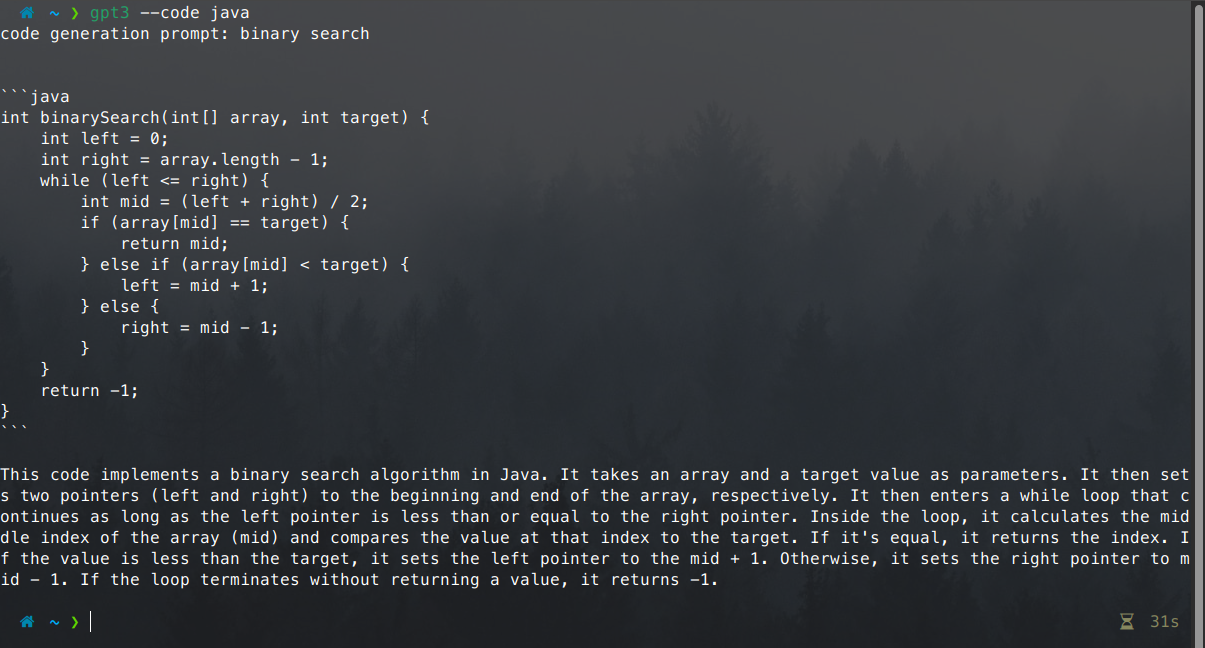 ~ ❯ gpt3 --code java
code generation prompt: binary search
```java
int binarySearch(int[] array, int target) {
    int left = 0;
    int right = array.length - 1;
    while (left <= right) {
        int mid = (left + right) / 2;
        if (array[mid] == target) {
            return mid;
        } else if (array[mid] < target) {
            left = mid + 1;
        } else {
            right = mid - 1;
        }
    }
    return -1;
}
```
This code implements a binary search algorithm in Java. It takes an array and a target value as parameters. It then set
s two pointers (left and right) to the beginning and end of the array, respectively. It then enters a while loop that c
ontinues as long as the left pointer is less than or equal to the right pointer. Inside the loop, it calculates the mid
dle index of the array (mid) and compares the value at that index to the target. If it's equal, it returns the index. I
f the value is less than the target, it sets the left pointer to the mid + 1. Otherwise, it sets the right pointer to m
id - 1. If the loop terminates without returning a value, it returns -1.
~ ❯ 31s